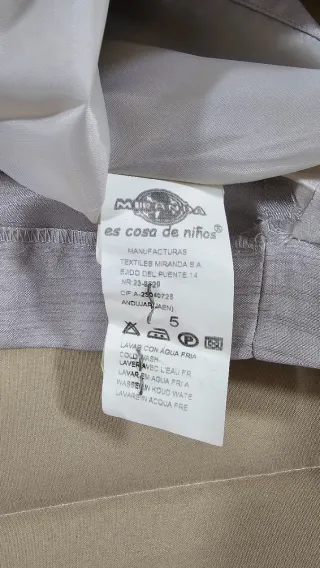 MIRANDA
es cosa de niños®
MANUFACTURAS
TEXTILES MIRANDA S.A
EJIDO DEL PUENTE,14
NR
CIF A-
ANDUJAR(JAEN)
5
LAVAR CON AGUA FRIA
COLD WASH
LAVER AVEC L'EAU FR
LAVAR EM AGUA FRIA
WASSEN IN KOUD WATE
LAVARE IN ACQUA FRE